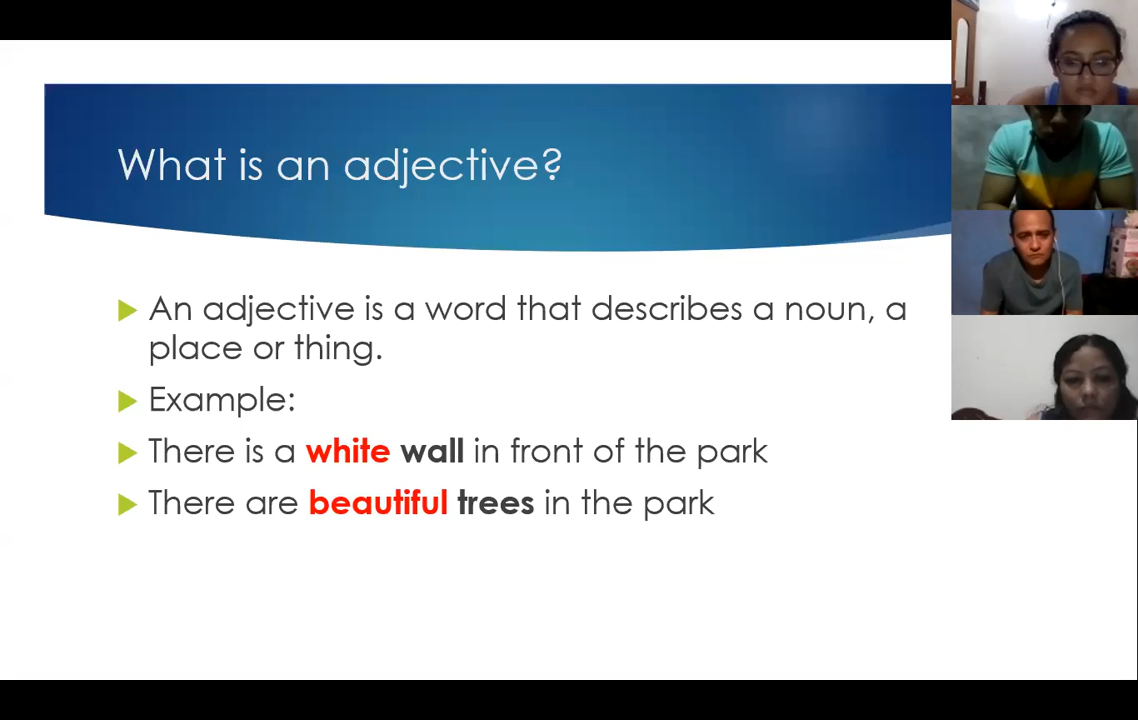 What is an adjective?
An adjective is a word that describes a noun, a
place or thing.
Example:
There is a white wall in front of the park
There are beautiful trees in the park